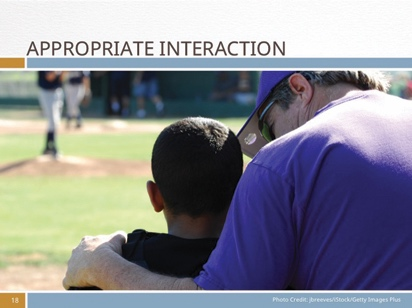 APPROPRIATE INTERACTION
18
Photo Credit: jbreeves/iStock/Getty Images Plus